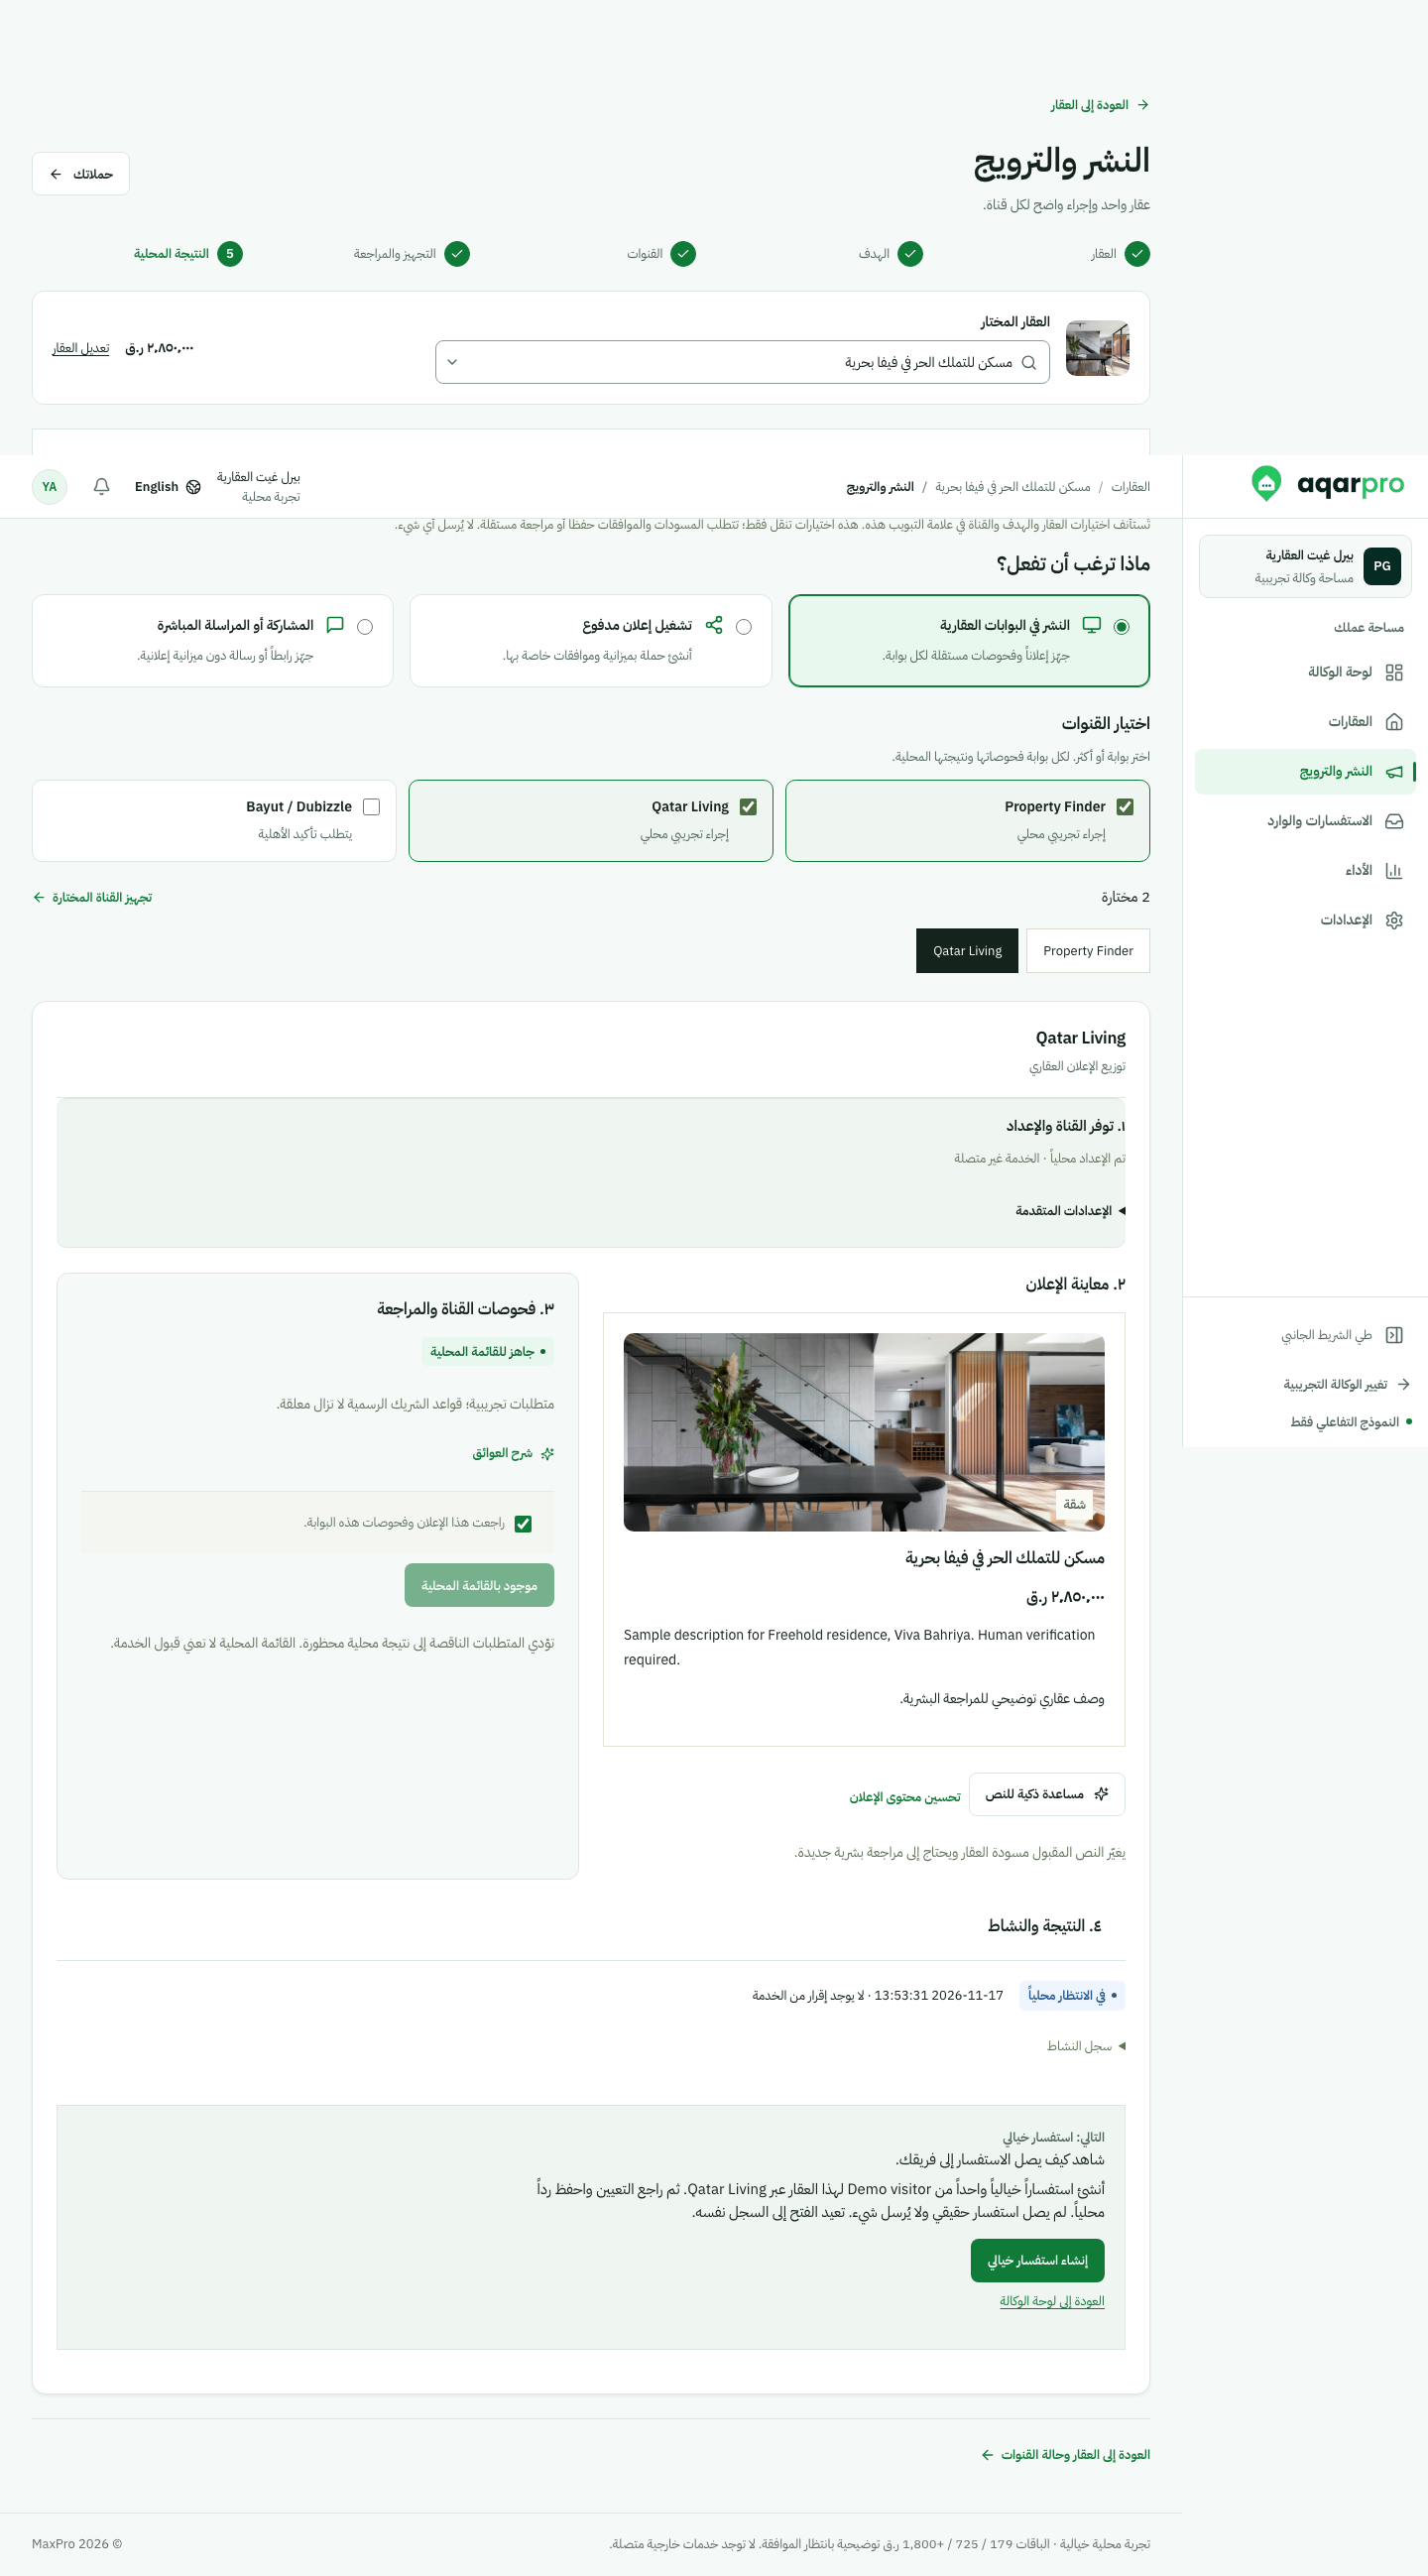 العودة إلى العقار
النشر والترويج
حملاتك
عقار واحد وإجراء واضح لكل قناة.
العقار
الهدف
القنوات
التجهيز والمراجعة
5 النتيجة المحلية
العقار المختار
مسكن للتملك الحر في فيفا بحرية
٢,٨٥٠,٠٠٠ ر.ق
تعديل العقار
aqarpro
العقارات / مسكن للتملك الحر في فيفا بحرية / النشر والترويج
بيرل غيت العقارية
تجربة محلية
English
YA
PG
بيرل غيت العقارية
مساحة وكالة تجريبية
مساحة عملك
لوحة الوكالة
العقارات
النشر والترويج
الاستفسارات والوارد
الأداء
الإعدادات
طي الشريط الجانبي
تغيير الوكالة التجريبية
النموذج التفاعلي فقط
تُستأنف اختيارات العقار والهدف والقناة في علامة التبويب هذه. هذه اختيارات تنقل فقط؛ تتطلب المسودات والموافقات حفظاً أو مراجعة مستقلة. لا يُرسل أي شيء.
ماذا ترغب أن تفعل؟
النشر في البوابات العقارية
جهّز إعلاناً وفحوصات مستقلة لكل بوابة.
تشغيل إعلان مدفوع
أنشئ حملة بميزانية وموافقات خاصة بها.
المشاركة أو المراسلة المباشرة
جهّز رابطاً أو رسالة دون ميزانية إعلانية.
اختيار القنوات
اختر بوابة أو أكثر. لكل بوابة فحوصاتها ونتيجتها المحلية.
Property Finder
إجراء تجريبي محلي
Qatar Living
إجراء تجريبي محلي
Bayut / Dubizzle
يتطلب تأكيد الأهلية
2 مختارة
تجهيز القناة المختارة
Property Finder
Qatar Living
Qatar Living
توزيع الإعلان العقاري
١. توفر القناة والإعداد
تم الإعداد محلياً · الخدمة غير متصلة
الإعدادات المتقدمة
٢. معاينة الإعلان
شقة
مسكن للتملك الحر في فيفا بحرية
٢,٨٥٠,٠٠٠ ر.ق
Sample description for Freehold residence, Viva Bahriya. Human verification
required.
وصف عقاري توضيحي للمراجعة البشرية.
مساعدة ذكية للنص
تحسين محتوى الإعلان
يغيّر النص المقبول مسودة العقار ويحتاج إلى مراجعة بشرية جديدة.
٣. فحوصات القناة والمراجعة
جاهز للقائمة المحلية
متطلبات تجريبية؛ قواعد الشريك الرسمية لا تزال معلقة.
شرح العوائق
راجعت هذا الإعلان وفحوصات هذه البوابة.
موجود بالقائمة المحلية
تؤدي المتطلبات الناقصة إلى نتيجة محلية محظورة. القائمة المحلية لا تعني قبول الخدمة.
٤. النتيجة والنشاط
في الانتظار محلياً
2026-11-17 13:53:31 · لا يوجد إقرار من الخدمة
سجل النشاط
التالي: استفسار خيالي
شاهد كيف يصل الاستفسار إلى فريقك.
أنشئ استفساراً خيالياً واحداً من Demo visitor لهذا العقار عبر Qatar Living. ثم راجع التعيين واحفظ رداً
محلياً. لم يصل استفسار حقيقي ولا يُرسل شيء. تعيد الفتح إلى السجل نفسه.
إنشاء استفسار خيالي
العودة إلى لوحة الوكالة
العودة إلى العقار وحالة القنوات
تجربة محلية خيالية · الباقات 179 / 725 / +1,800 ر.ق توضيحية بانتظار الموافقة. لا توجد خدمات خارجية متصلة.
© 2026 MaxPro